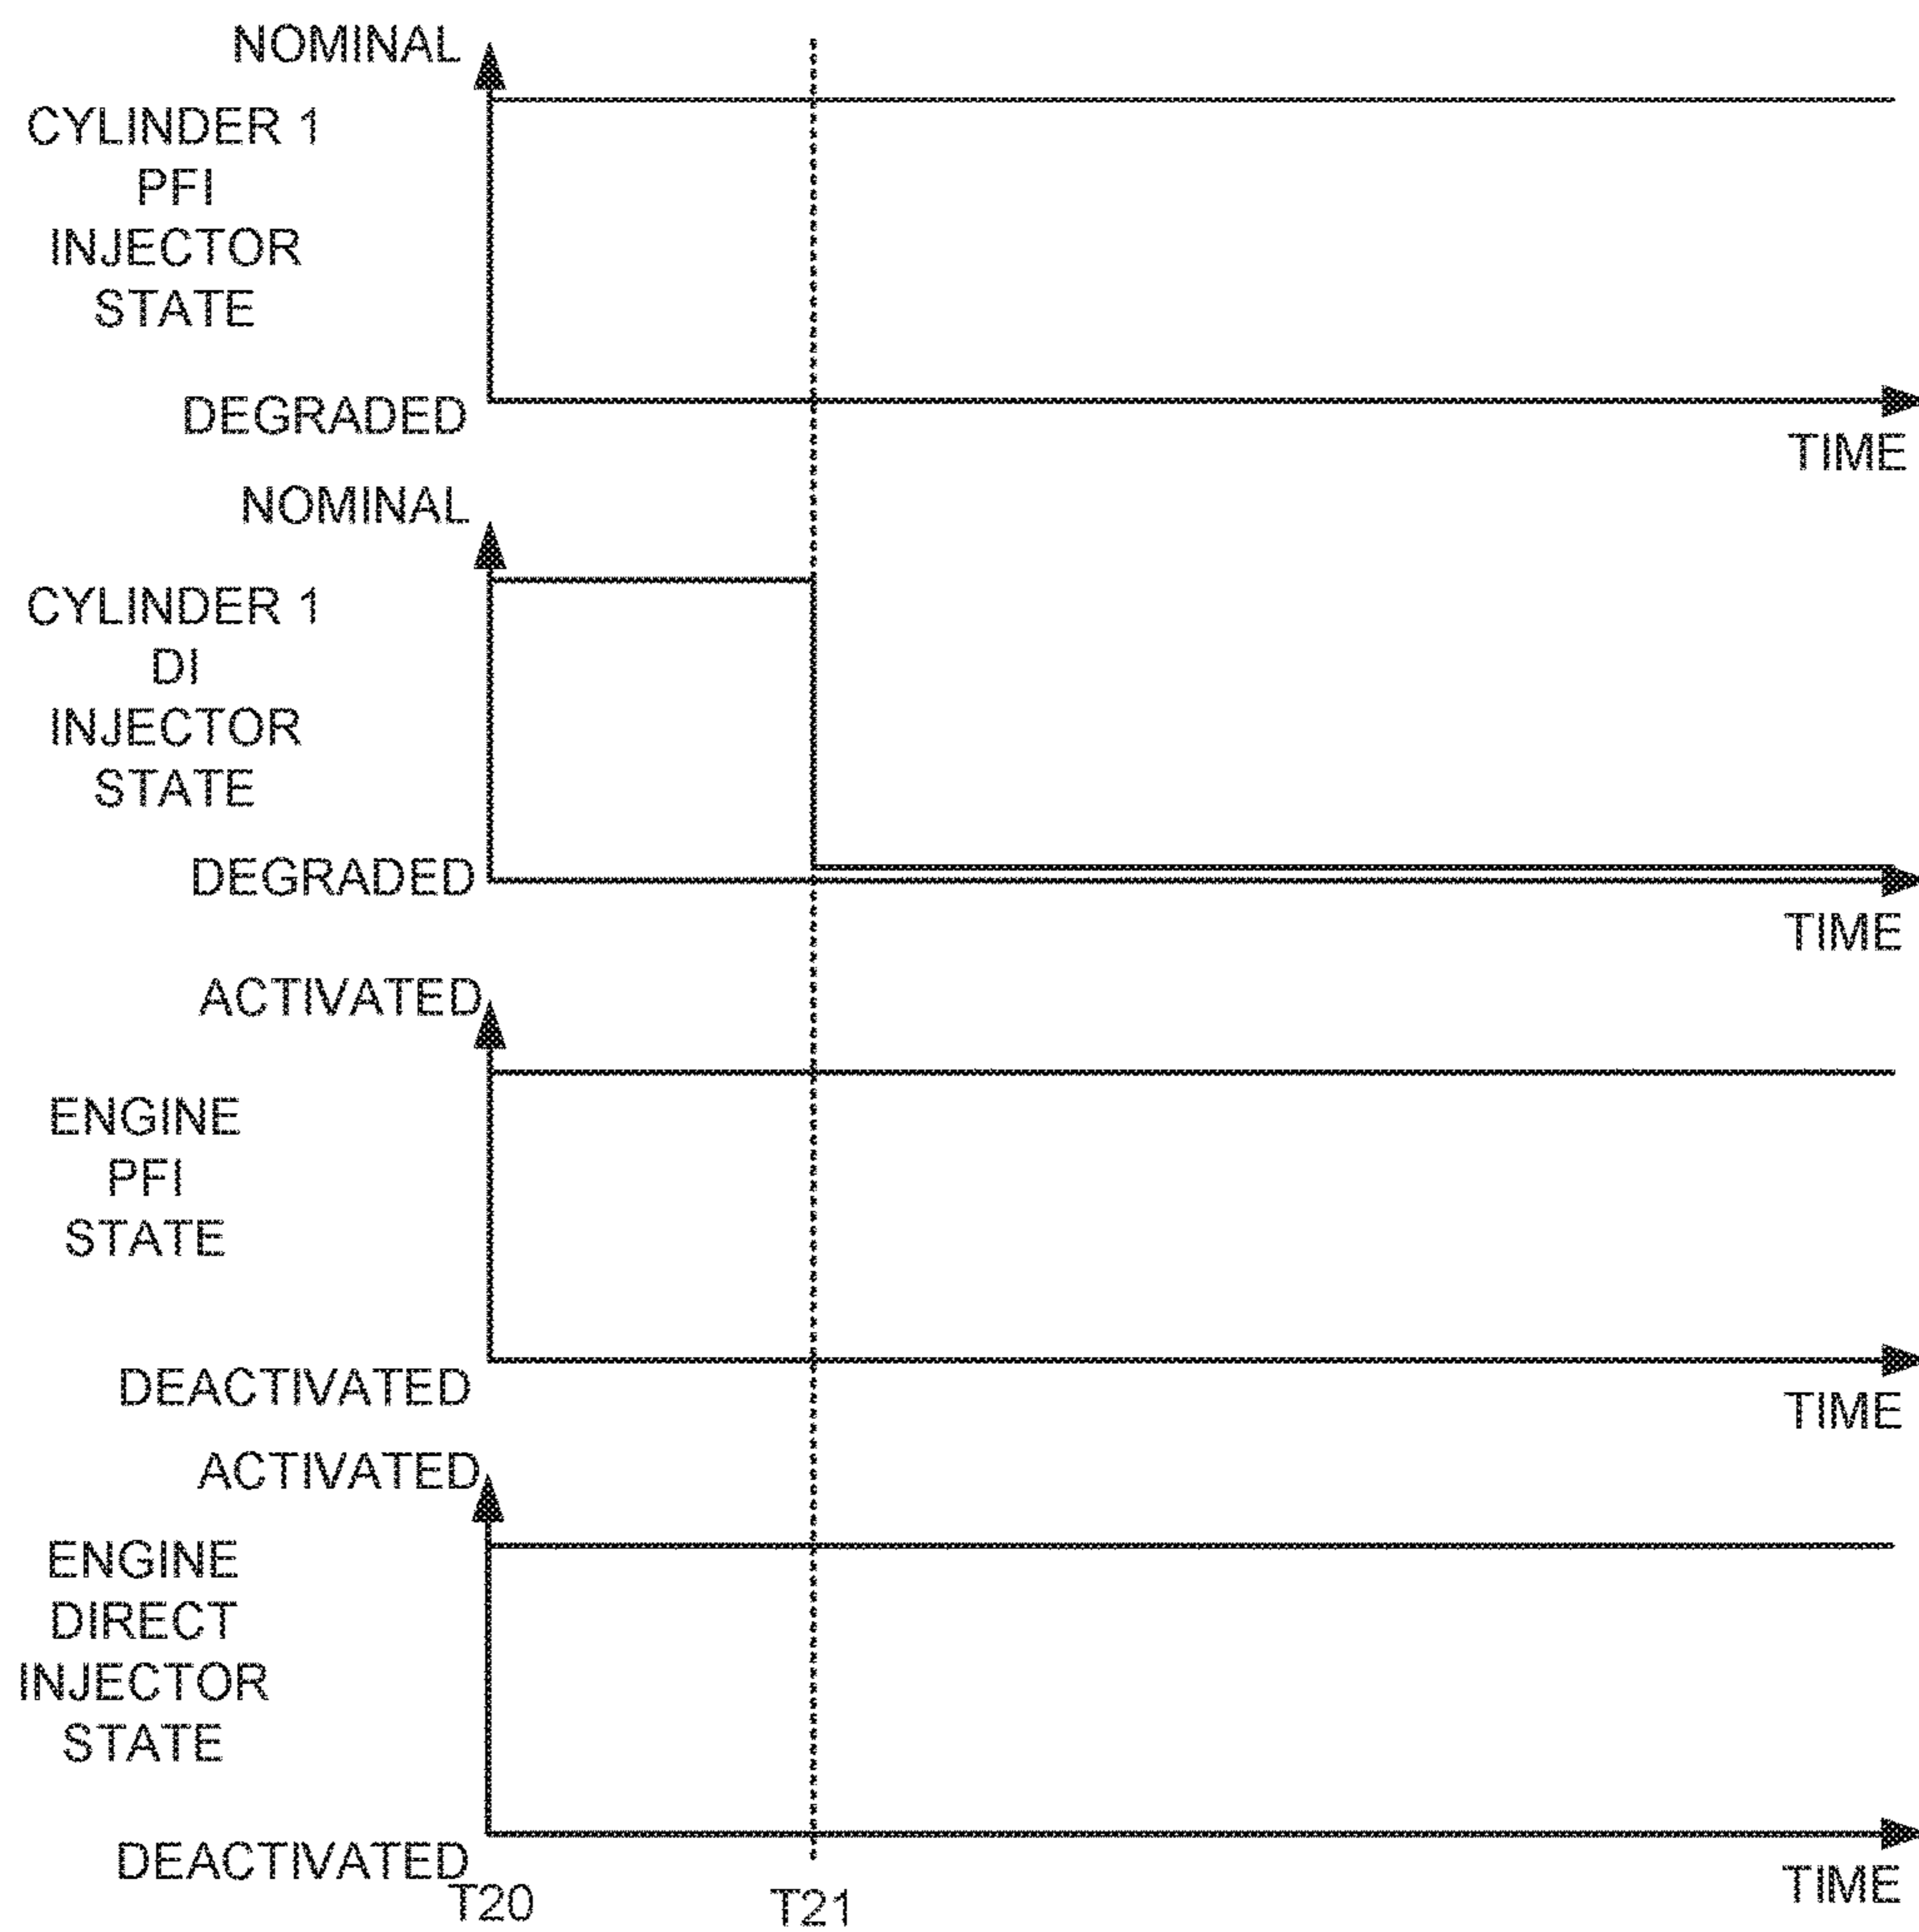 NOMINAL
CYLINDER 1
PFI
INJECTOR
STATE
DEGRADED
TIME
NOMINAL
CYLINDER 1
DI
INJECTOR
STATE
DEGRADED
TIME
ACTIVATED
ENGINE
PFI
STATE
DEACTIVATED
TIME
ACTIVATED
ENGINE
DIRECT
INJECTOR
STATE
DEACTIVATED
TIME
T20
T21